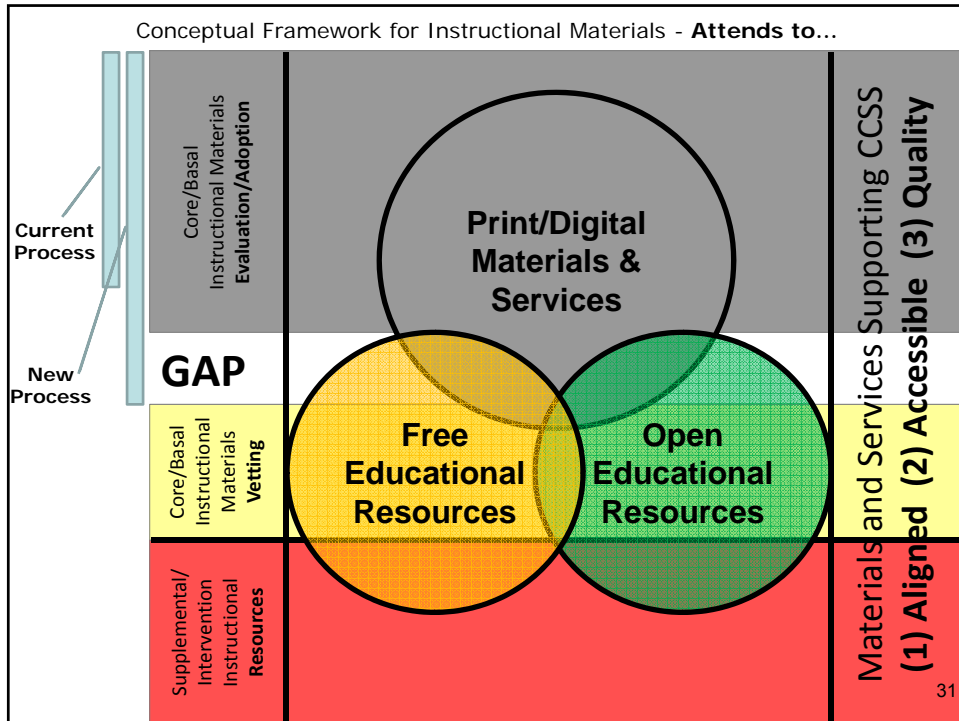 Conceptual Framework for Instructional Materials - Attends to…
Current
Process
New
Process
Core/Basal
Instructional Materials
Evaluation/Adoption
GAP
Core/Basal
Instructional
Materials
Vetting
Supplemental/
Intervention
Instructional
Resources
Print/Digital
Materials &
Services
Free
Educational
Resources
Open
Educational
Resources
Materials and Services Supporting CCSS
(1) Aligned (2) Accessible (3) Quality
31